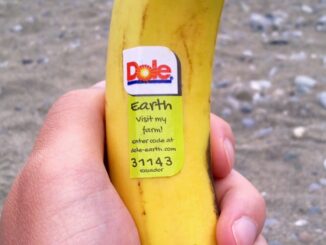 Dole
Earth
Visit my
farm!
enter code at
dole-earth.com
31143
ecuador